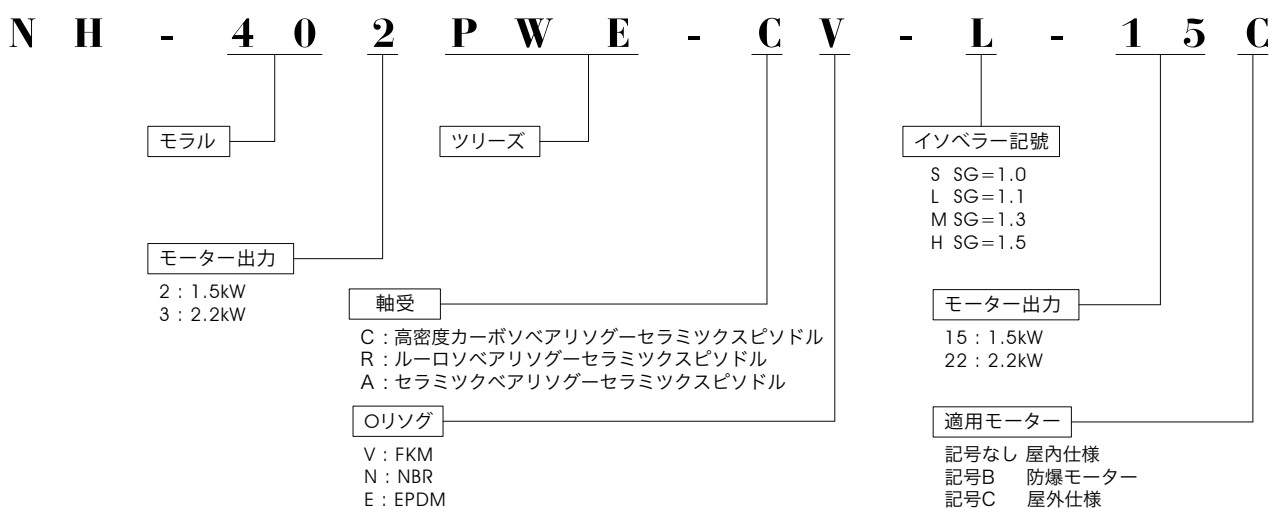 NH-402PWE-CV-L-15C
モラル
ツリーズ
イソベラー記號
S SG=1.0
L SG=1.1
M SG=1.3
H SG=1.5
モーター出力
2：1.5kW
3：2.2kW
軸受
C：高密度カーボソベアリソグーセラミツクスピソドル
R：ルーロソベアリソグーセラミツクスピソドル
A：セラミツクベアリソグーセラミツクスピソドル
Oリソグ
V：FKM
N：NBR
E：EPDM
モーター出力
15：1.5kW
22：2.2kW
適用モーター
記号なし 屋內仕様
記号B 防爆モーター
記号C 屋外仕様